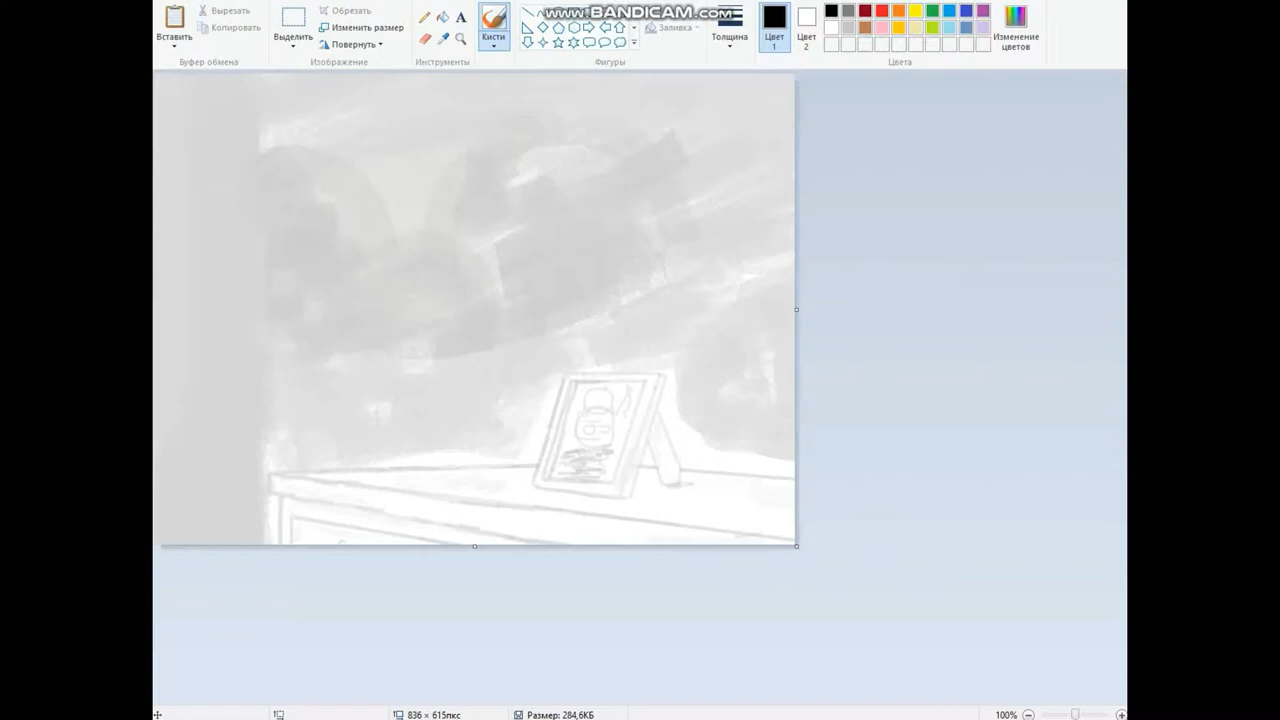 www.BANDICAM.com
Вставить
Вырезать
Копировать
Буфер обмена
Выделить
Обрезать
Изменить размер
Повернуть
Изображение
A
Инструменты
Кисти
Заливка
Фигуры
Толщина
Цвет 1
Цвет 2
Изменение цветов
Цвета
836 × 615пкс
Размер: 284,6КБ
100%